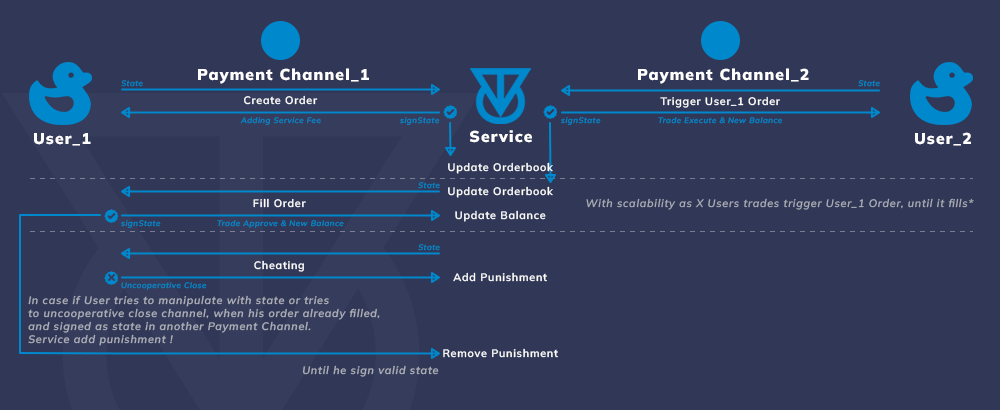 Payment Channel_1
Payment Channel_2
State
State
Create Order
Trigger User_1 Order
Adding Service Fee
signState
signState
Trade Execute & New Balance
User_1
Service
User_2
Update Orderbook
State
Update Orderbook
Fill Order
With scalability as X Users trades trigger User_1 Order, until it fills*
Update Balance
signState
Trade Approve & New Balance
State
Cheating
Add Punishment
Uncooperative Close
In case if User tries to manipulate with state or tries
to uncooperative close channel, when his order already filled,
and signed as state in another Payment Channel.
Service add punishment !
Remove Punishment
Until he sign valid state